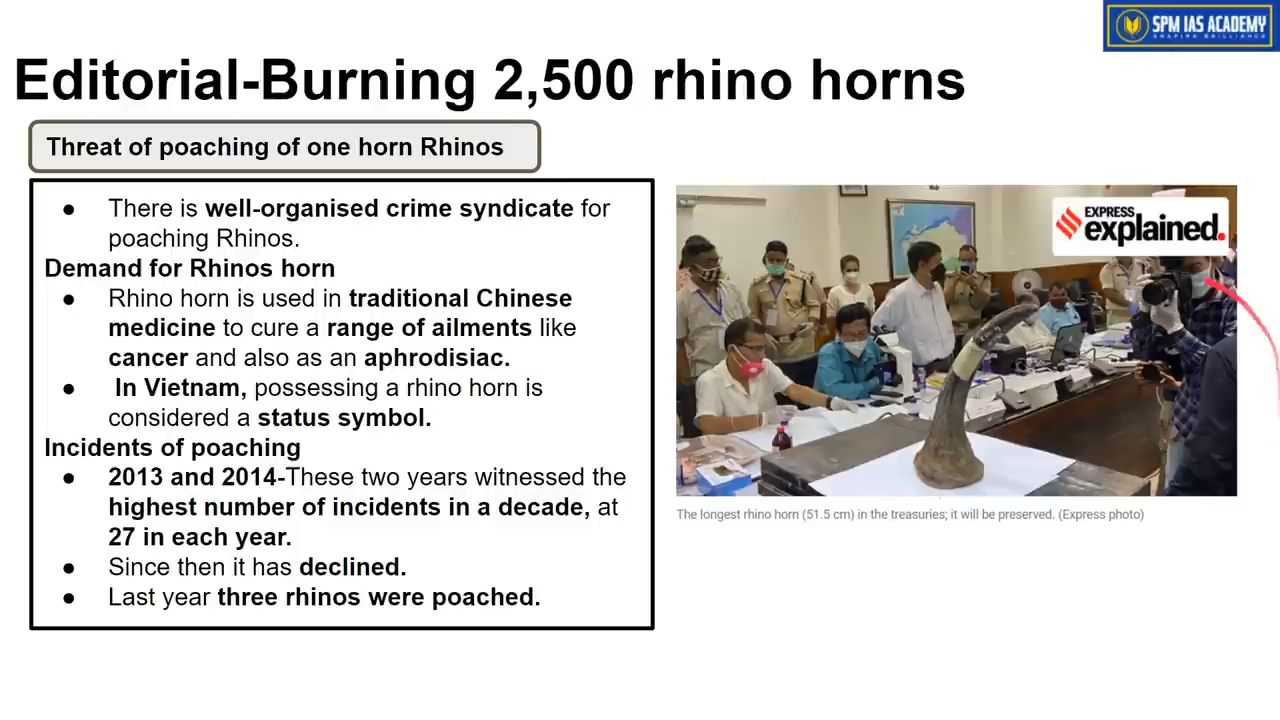 SPM IAS ACADEMY
SHAPING BRILLIANCE
Editorial-Burning 2,500 rhino horns
Threat of poaching of one horn Rhinos
● There is well-organised crime syndicate for
poaching Rhinos.
Demand for Rhinos horn
● Rhino horn is used in traditional Chinese
medicine to cure a range of ailments like
cancer and also as an aphrodisiac.
● In Vietnam, possessing a rhino horn is
considered a status symbol.
Incidents of poaching
● 2013 and 2014-These two years witnessed the
highest number of incidents in a decade, at
27 in each year.
● Since then it has declined.
● Last year three rhinos were poached.
EXPRESS
explained.
The longest rhino horn (51.5 cm) in the treasuries; it will be preserved. (Express photo)